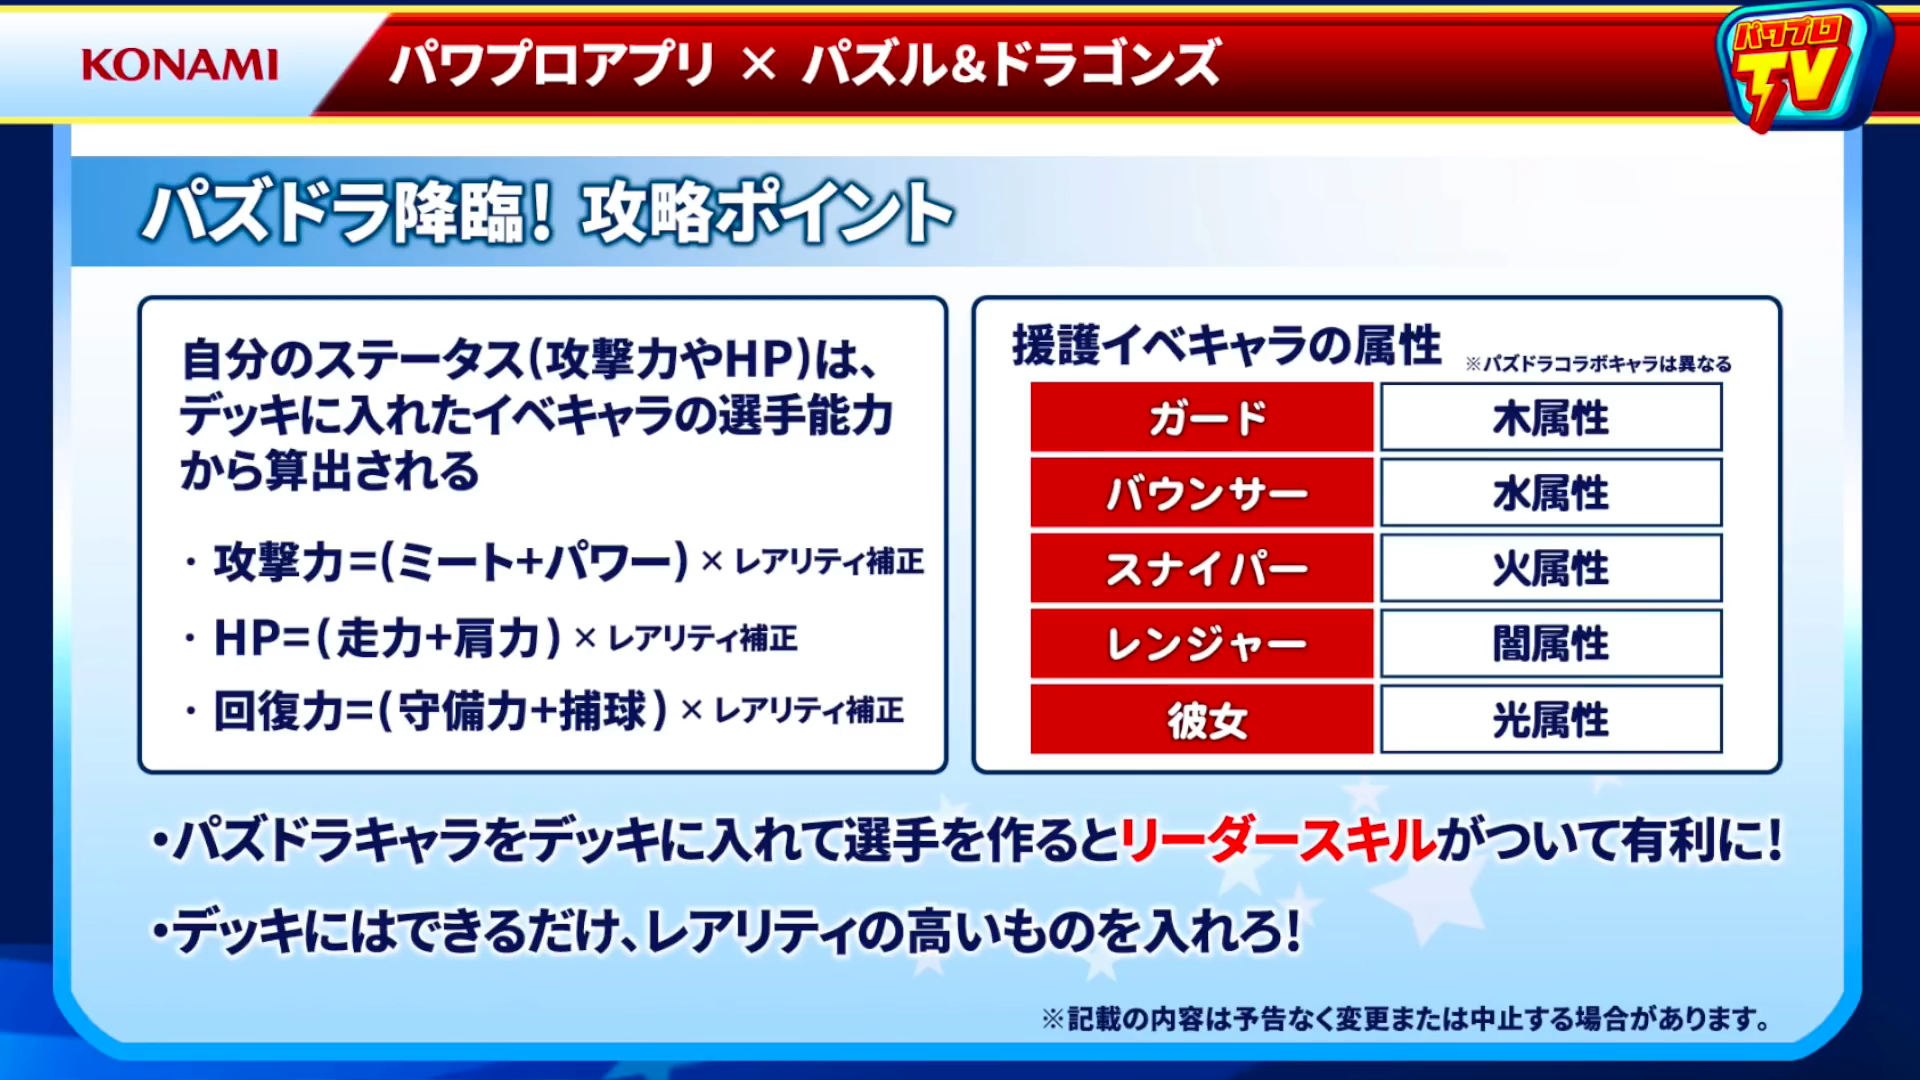 KONAMI
パワプロアプリ × パズル&ドラゴンズ
パワプロ
TV
パズドラ降臨! 攻略ポイント
自分のステータス(攻撃力やHP)は、
デッキに入れたイベキャラの選手能力
から算出される
・攻撃力=(ミート+パワー)×レアリティ補正
・HP=(走力+肩力)×レアリティ補正
・回復力=(守備力+捕球)×レアリティ補正
援護イベキャラの属性 ※パズドラコラボキャラは異なる
ガード 木属性
バウンサー 水属性
スナイパー 火属性
レンジャー 闇属性
彼女 光属性
・パズドラキャラをデッキに入れて選手を作るとリーダースキルがついて有利に!
・デッキにはできるだけ、レアリティの高いものを入れろ!
※記載の内容は予告なく変更または中止する場合があります。